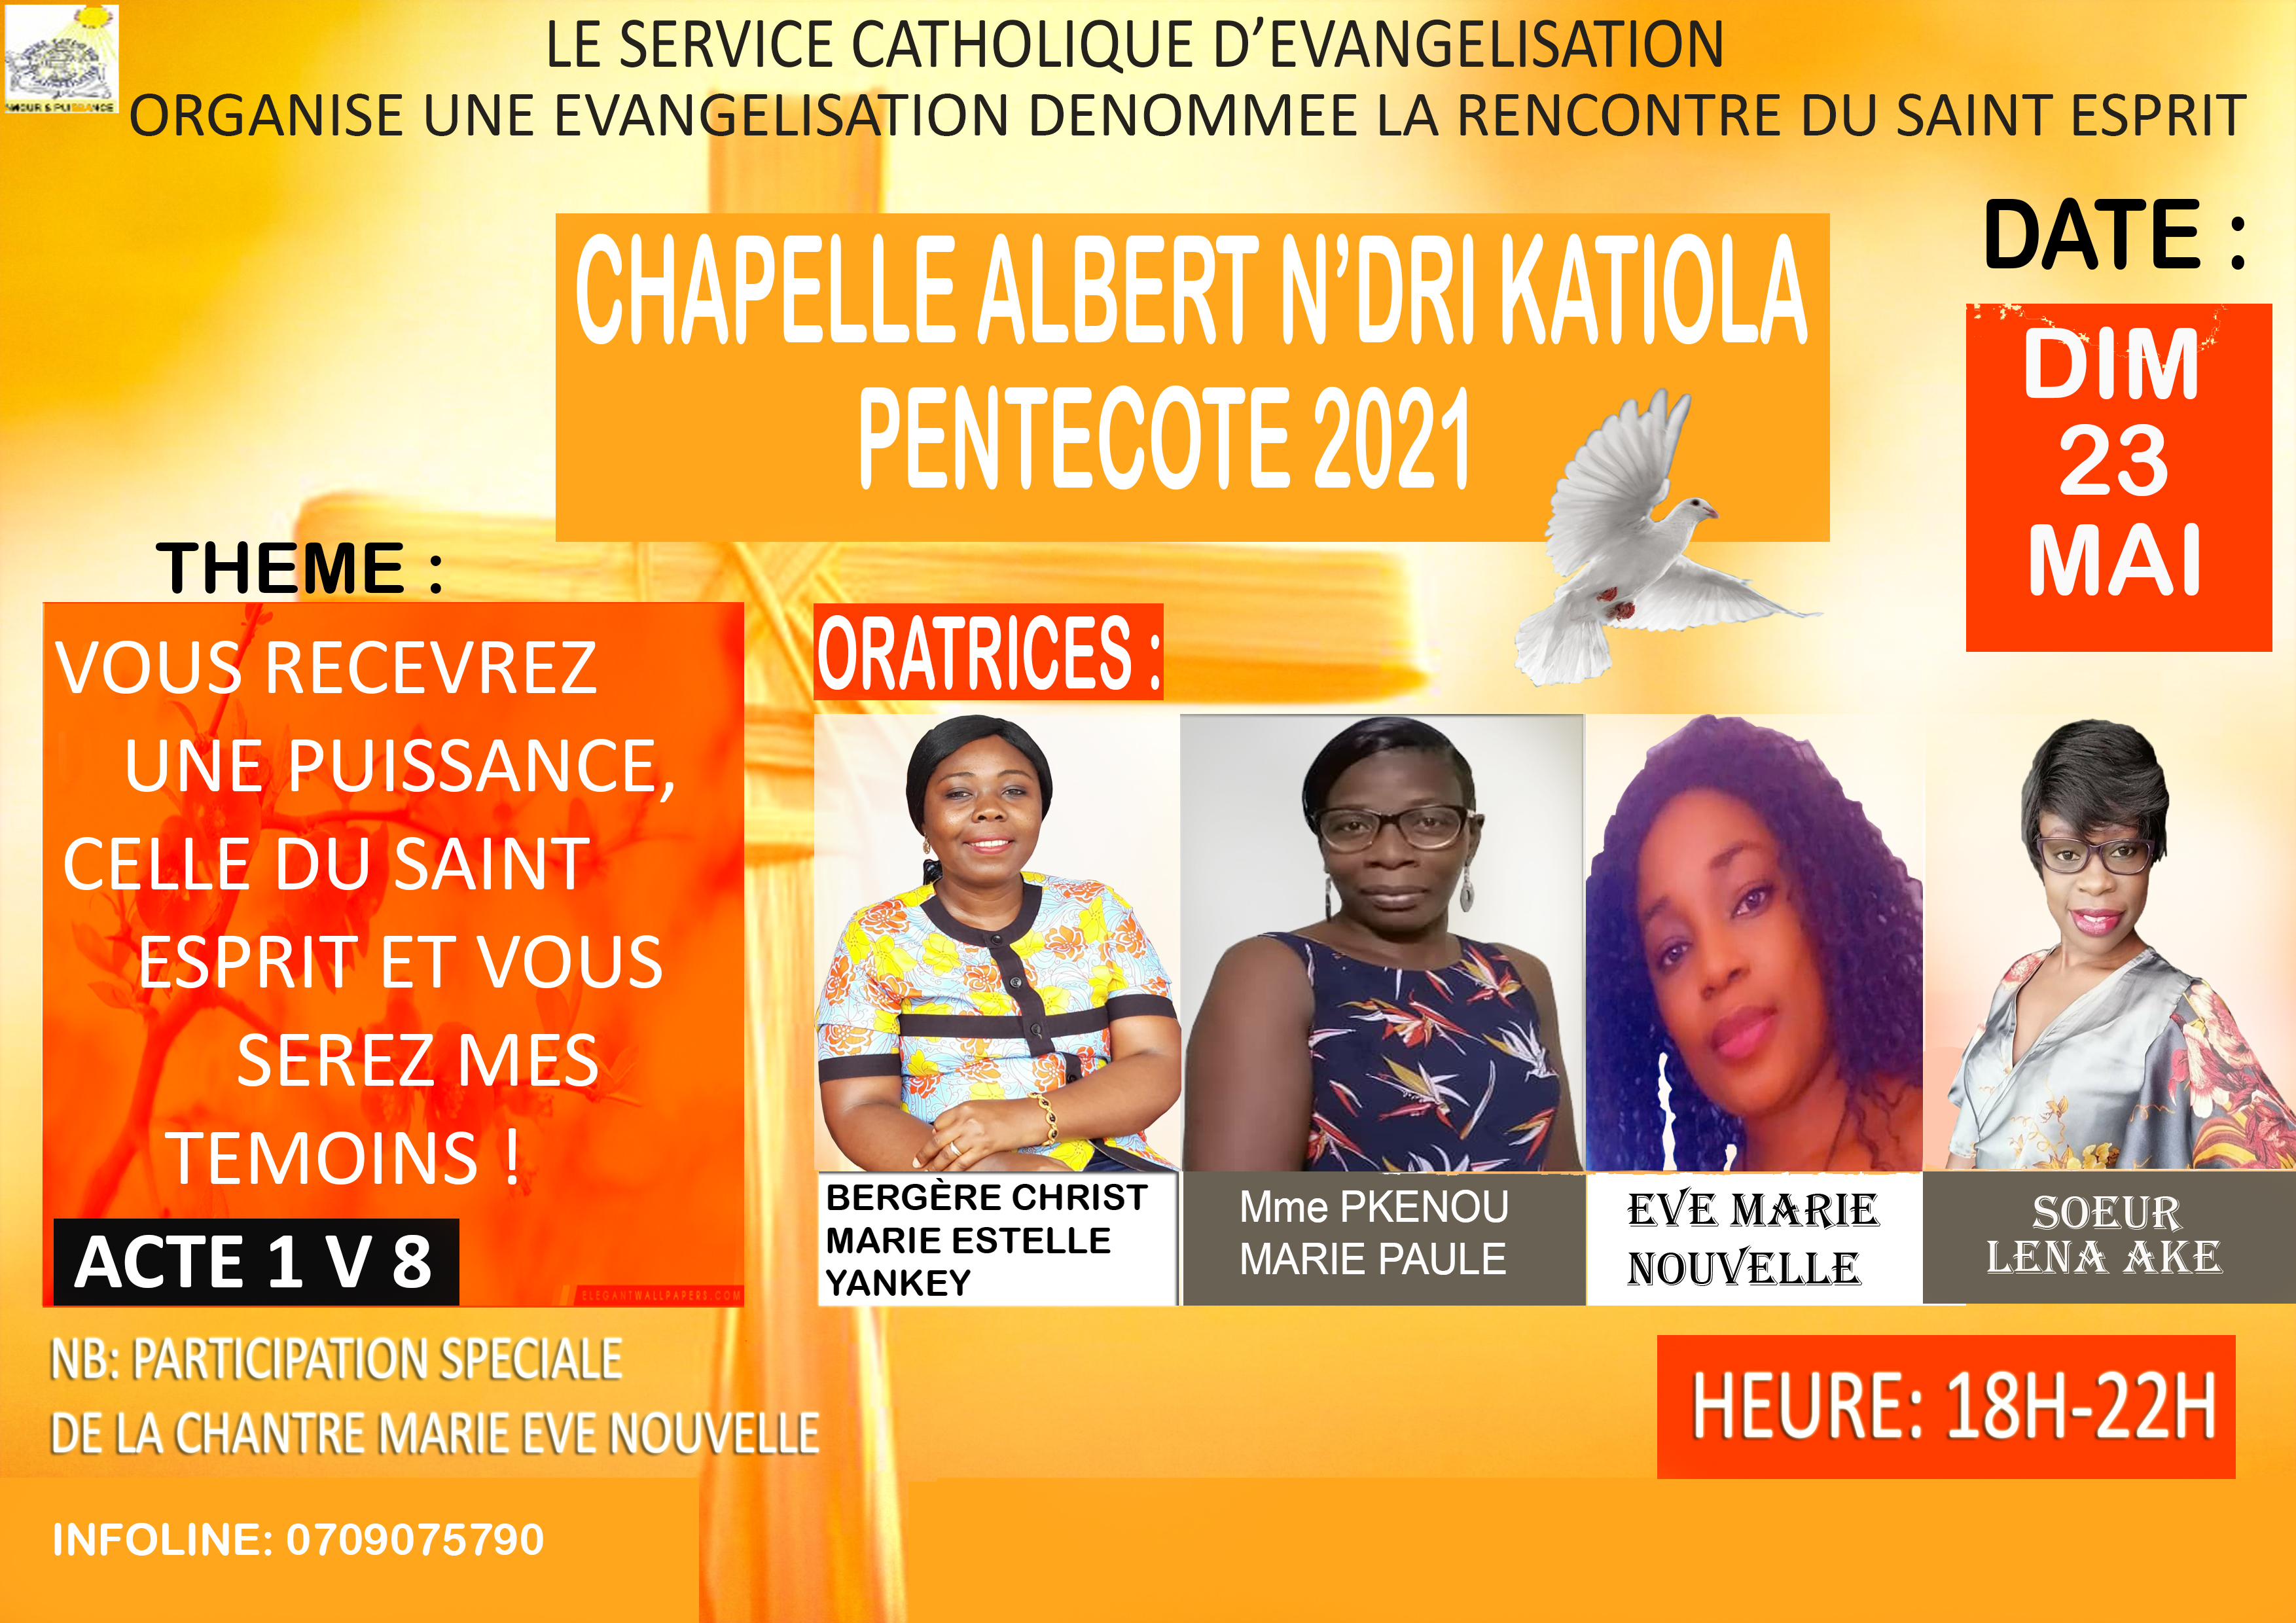 LE SERVICE CATHOLIQUE D'EVANGELISATION
ORGANISE UNE EVANGELISATION DENOMMEE LA RENCONTRE DU SAINT ESPRIT
CHAPELLE ALBERT N'DRI KATIOLA
PENTECOTE 2021
DATE :
DIM
23
MAI
THEME :
VOUS RECEVREZ
UNE PUISSANCE,
CELLE DU SAINT
ESPRIT ET VOUS
SEREZ MES
TEMOINS !
ACTE 1 V 8
ELEGANTWALLPAPERS.COM
ORATRICES :
BERGÈRE CHRIST
MARIE ESTELLE
YANKEY
Mme PKENOU
MARIE PAULE
EVE MARIE
NOUVELLE
SOEUR
LENA AKE
NB: PARTICIPATION SPECIALE
DE LA CHANTRE MARIE EVE NOUVELLE
HEURE: 18H-22H
INFOLINE: 0709075790